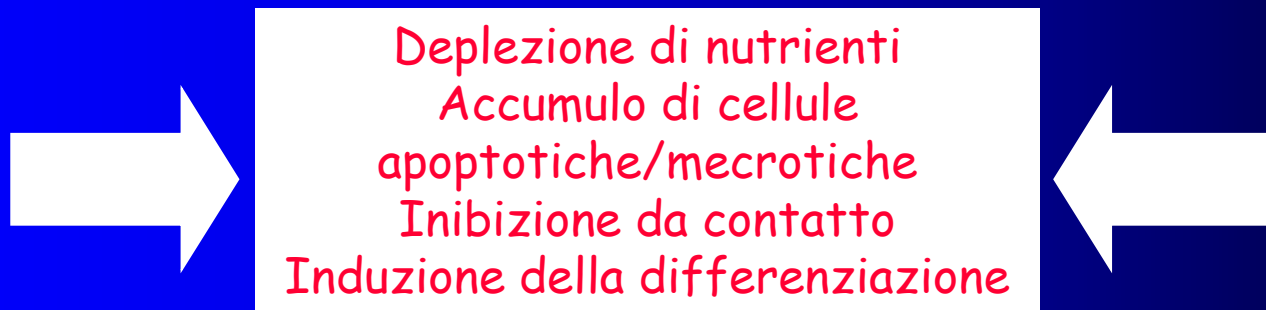 Deplezione di nutrienti
Accumulo di cellule
apoptotiche/mecrotiche
Inibizione da contatto
Induzione della differenziazione